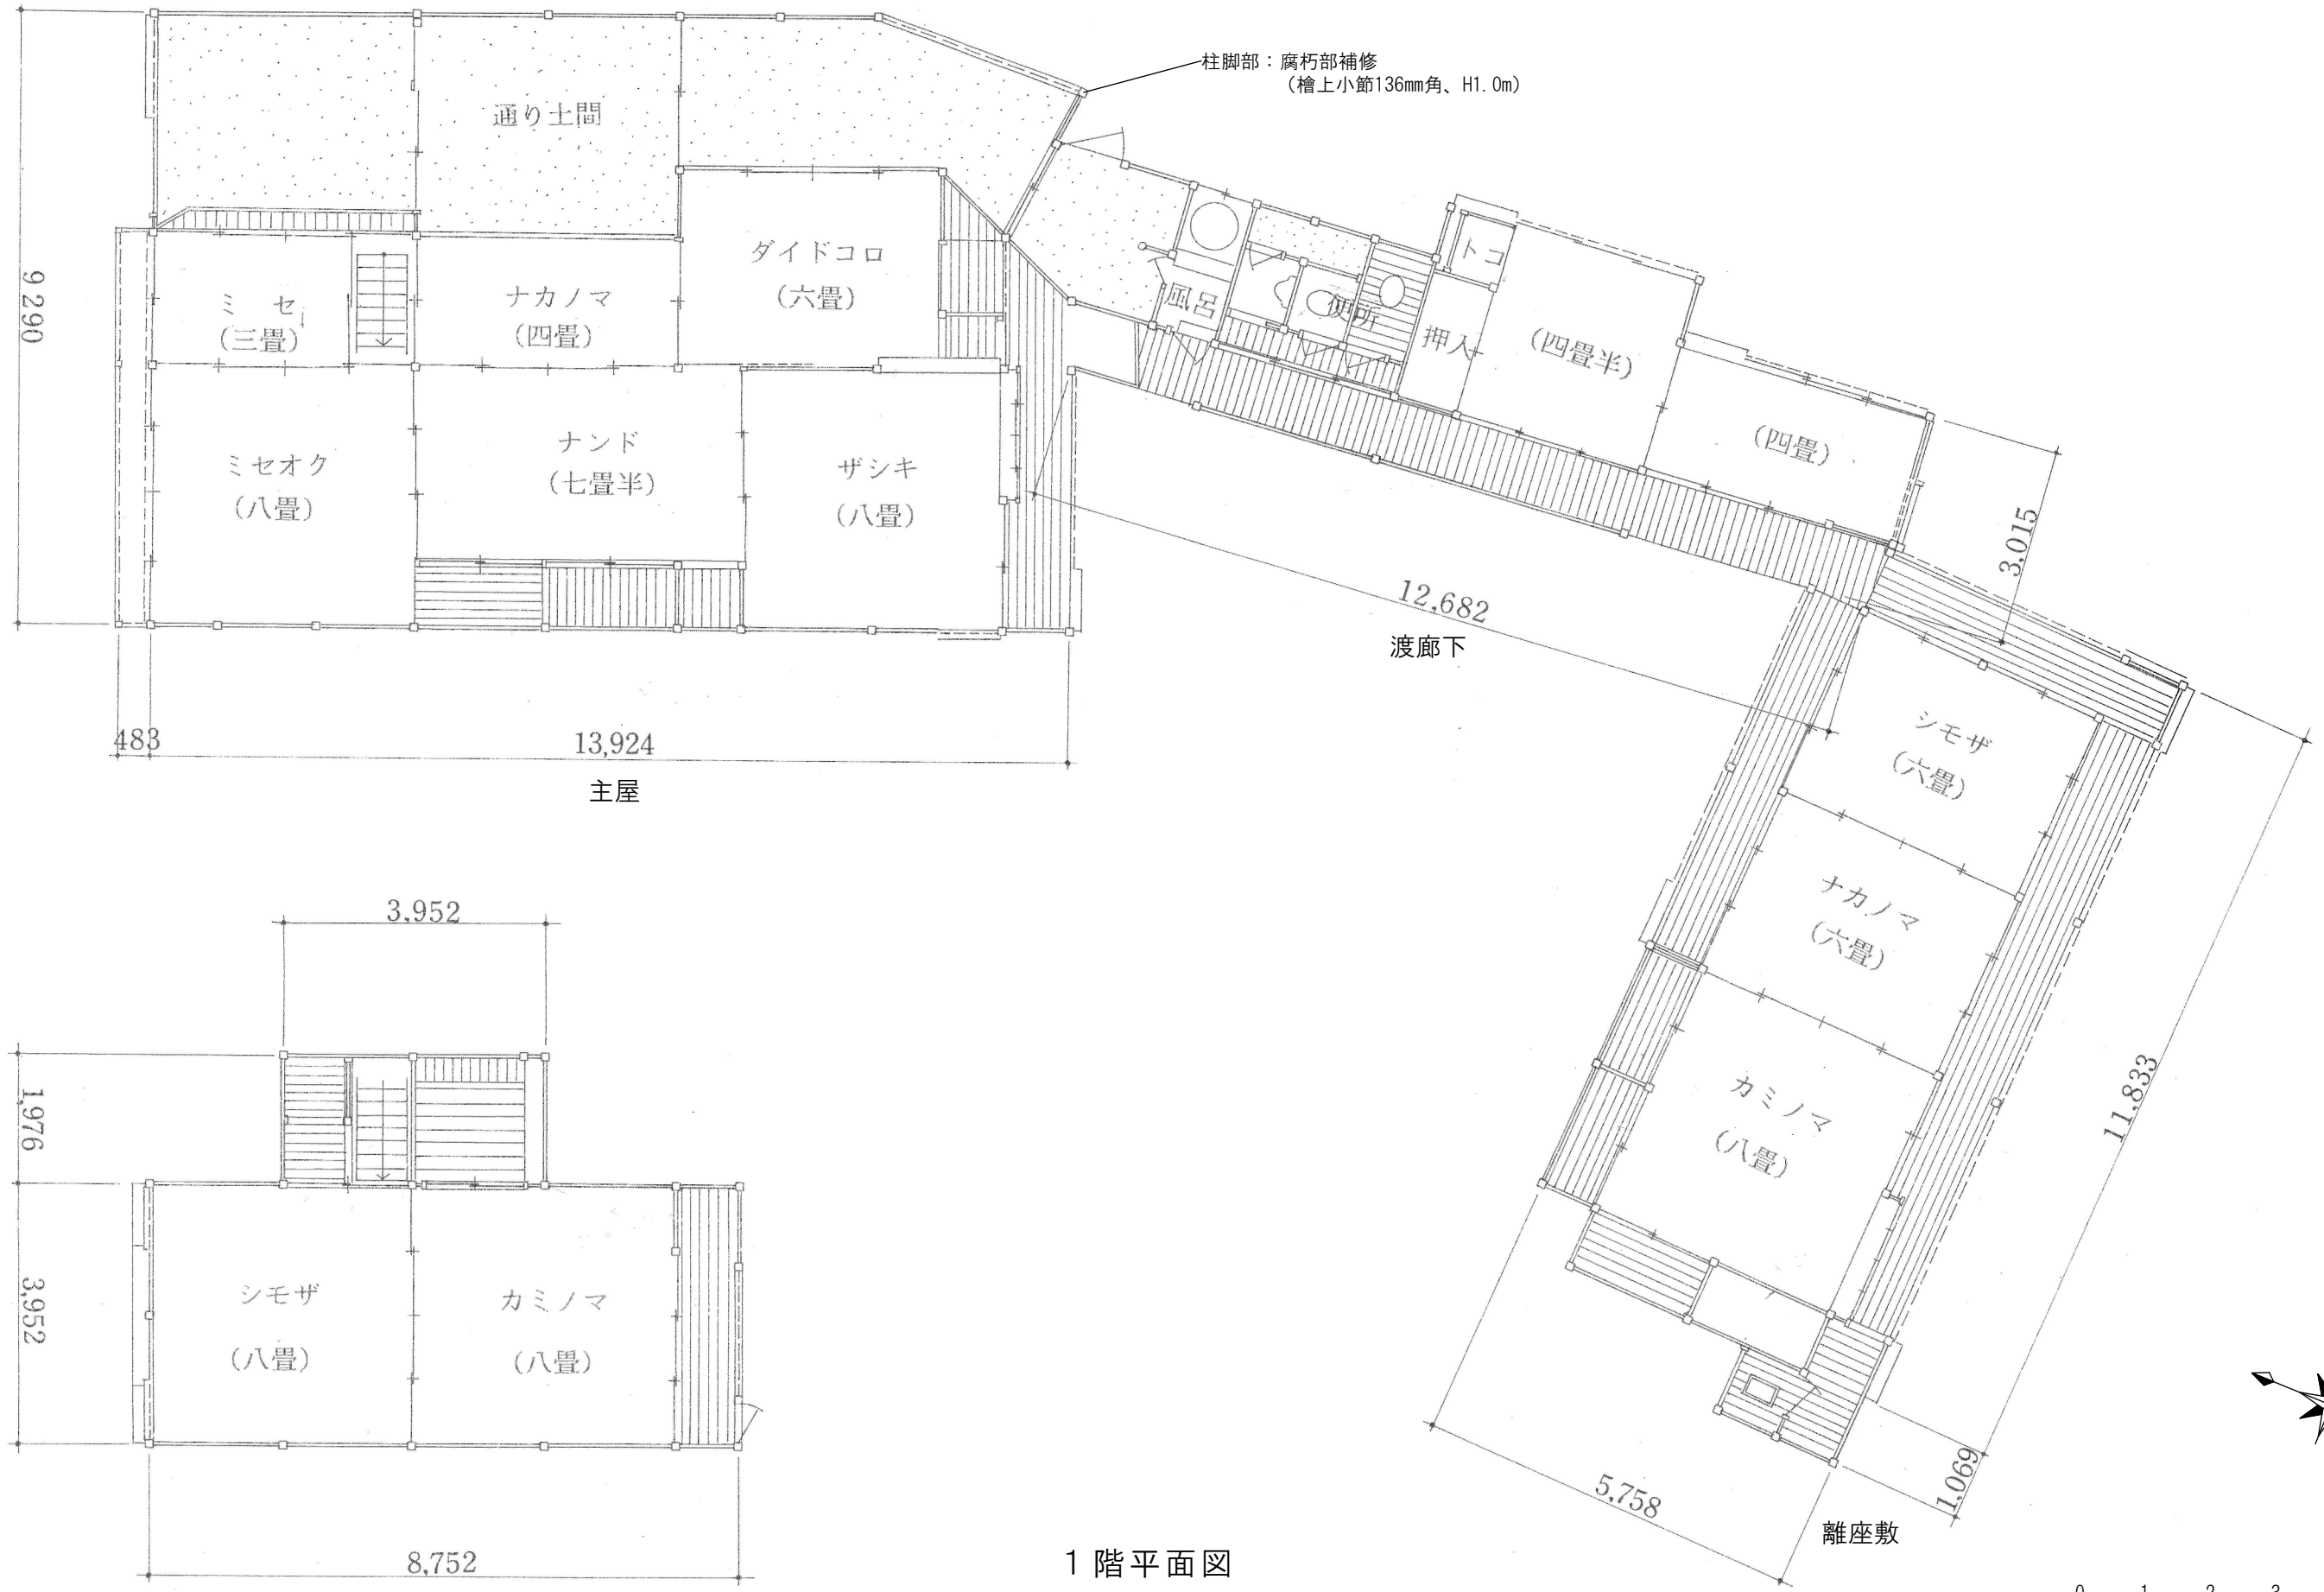 柱脚部：腐朽部補修
（檜上小節136㎜角、H1.0m）
通り土間
ミ セ
（三畳）
ナカノマ
（四畳）
ダイドコロ
（六畳）
ミセオク
（八畳）
ナンド
（七畳半）
ザシキ
（八畳）
9290
483
13,924
主屋
風呂
便所
押入
トコ
（四畳半）
（四畳）
3,015
12,682
渡廊下
シモザ
（六畳）
ナカノマ
（六畳）
カミノマ
（八畳）
11,833
1,069
5,758
離座敷
3,952
1,976
3,952
シモザ
（八畳）
カミノマ
（八畳）
8,752
1階平面図
0 1 2 3